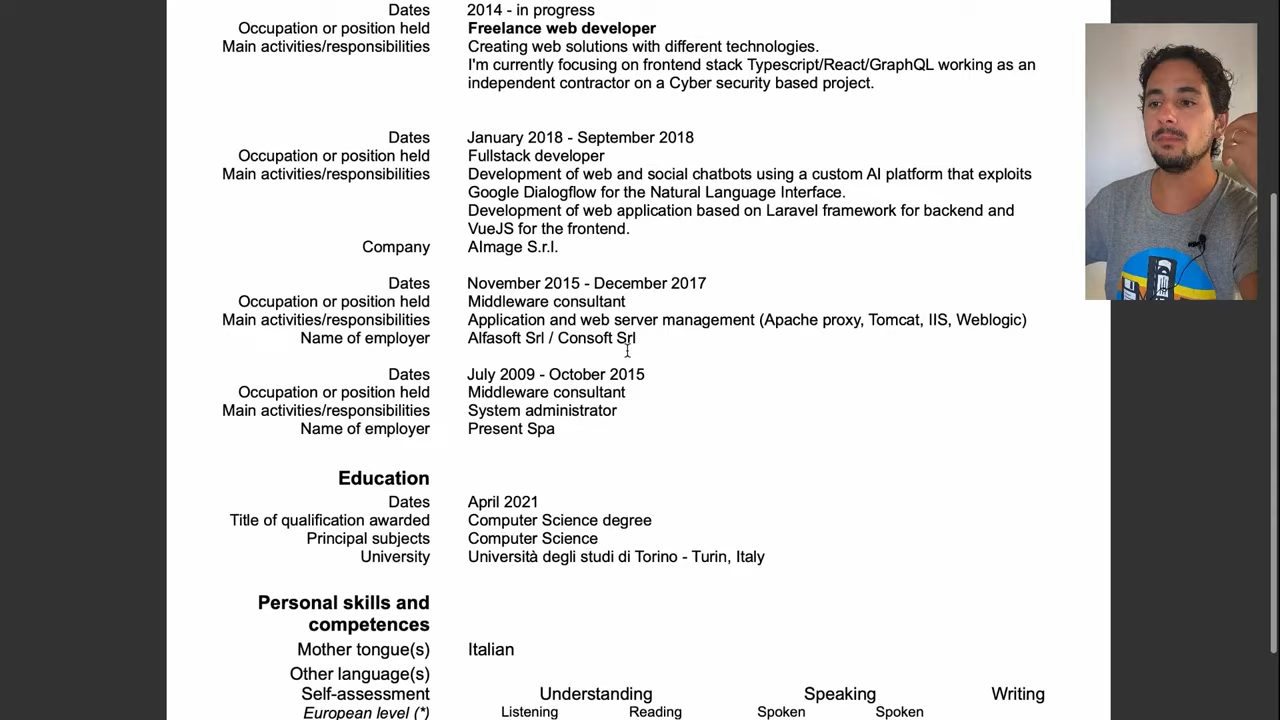 Dates 2014 - in progress
Occupation or position held Freelance web developer
Main activities/responsibilities Creating web solutions with different technologies.
I'm currently focusing on frontend stack Typescript/React/GraphQL working as an
independent contractor on a Cyber security based project.
Dates January 2018 - September 2018
Occupation or position held Fullstack developer
Main activities/responsibilities Development of web and social chatbots using a custom AI platform that exploits
Google Dialogflow for the Natural Language Interface.
Development of web application based on Laravel framework for backend and
VueJS for the frontend.
Company AImage S.r.l.
Dates November 2015 - December 2017
Occupation or position held Middleware consultant
Main activities/responsibilities Application and web server management (Apache proxy, Tomcat, IIS, Weblogic)
Name of employer Alfasoft Srl / Consoft Srl
Dates July 2009 - October 2015
Occupation or position held Middleware consultant
Main activities/responsibilities System administrator
Name of employer Present Spa
Education
Dates April 2021
Title of qualification awarded Computer Science degree
Principal subjects Computer Science
University Università degli studi di Torino - Turin, Italy
Personal skills and
competences
Mother tongue(s) Italian
Other language(s)
Self-assessment Understanding Speaking Writing
European level (*) Listening Reading Spoken Spoken